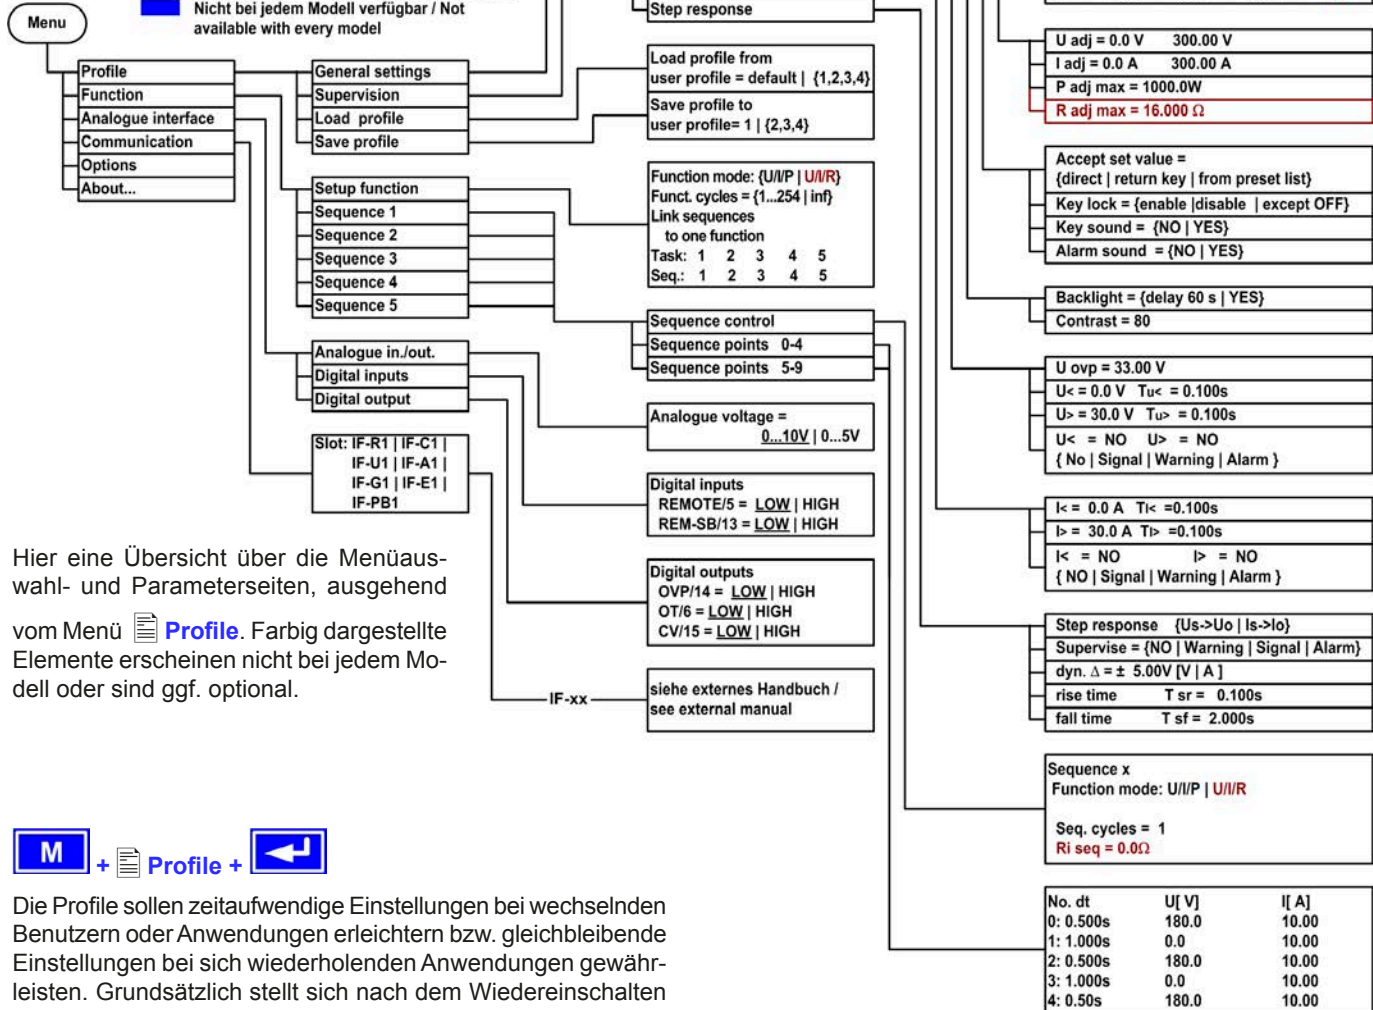 Nicht bei jedem Modell verfügbar / Not
available with every model
Menu
Profile
Function
Analogue interface
Communication
Options
About...
General settings
Supervision
Load profile
Save profile
Setup function
Sequence 1
Sequence 2
Sequence 3
Sequence 4
Sequence 5
Analogue in./out.
Digital inputs
Digital output
Slot: IF-R1 | IF-C1 |
IF-U1 | IF-A1 |
IF-G1 | IF-E1 |
IF-PB1
Step response
Load profile from
user profile = default | {1,2,3,4}
Save profile to
user profile= 1 | {2,3,4}
Function mode: {U/I/P | U/I/R}
Funct. cycles = {1...254 | inf}
Link sequences
to one function
Task: 1 2 3 4 5
Seq.: 1 2 3 4 5
Sequence control
Sequence points 0-4
Sequence points 5-9
Analogue voltage =
0...10V | 0...5V
Digital inputs
REMOTE/5 = LOW | HIGH
REM-SB/13 = LOW | HIGH
Digital outputs
OVP/14 = LOW | HIGH
OT/6 = LOW | HIGH
CV/15 = LOW | HIGH
IF-xx
siehe externes Handbuch /
see external manual
U adj = 0.0 V 300.00 V
I adj = 0.0 A 300.00 A
P adj max = 1000.0W
R adj max = 16.000 Ω
Accept set value =
{direct | return key | from preset list}
Key lock = {enable |disable | except OFF}
Key sound = {NO | YES}
Alarm sound = {NO | YES}
Backlight = {delay 60 s | YES}
Contrast = 80
U ovp = 33.00 V
U< = 0.0 V Tu< = 0.100s
U> = 30.0 V Tu> = 0.100s
U< = NO U> = NO
{ No | Signal | Warning | Alarm }
I< = 0.0 A TI< =0.100s
I> = 30.0 A TI> =0.100s
I< = NO I> = NO
{ NO | Signal | Warning | Alarm }
Step response {Us->Uo | Is->Io}
Supervise = {NO | Warning | Signal | Alarm}
dyn. Δ = ± 5.00V [V | A ]
rise time T sr = 0.100s
fall time T sf = 2.000s
Sequence x
Function mode: U/I/P | U/I/R
Seq. cycles = 1
Ri seq = 0.0Ω
No. dt U[ V] I[ A]
0: 0.500s 180.0 10.00
1: 1.000s 0.0 10.00
2: 0.500s 180.0 10.00
3: 1.000s 0.0 10.00
4: 0.50s 180.0 10.00
Hier eine Übersicht über die Menüaus-
wahl- und Parameterseiten, ausgehend
vom Menü Profile. Farbig dargestellte
Elemente erscheinen nicht bei jedem Mo-
dell oder sind ggf. optional.
M + Profile +
Die Profile sollen zeitaufwendige Einstellungen bei wechselnden
Benutzern oder Anwendungen erleichtern bzw. gleichbleibende
Einstellungen bei sich wiederholenden Anwendungen gewähr-
leisten. Grundsätzlich stellt sich nach dem Wiedereinschalten